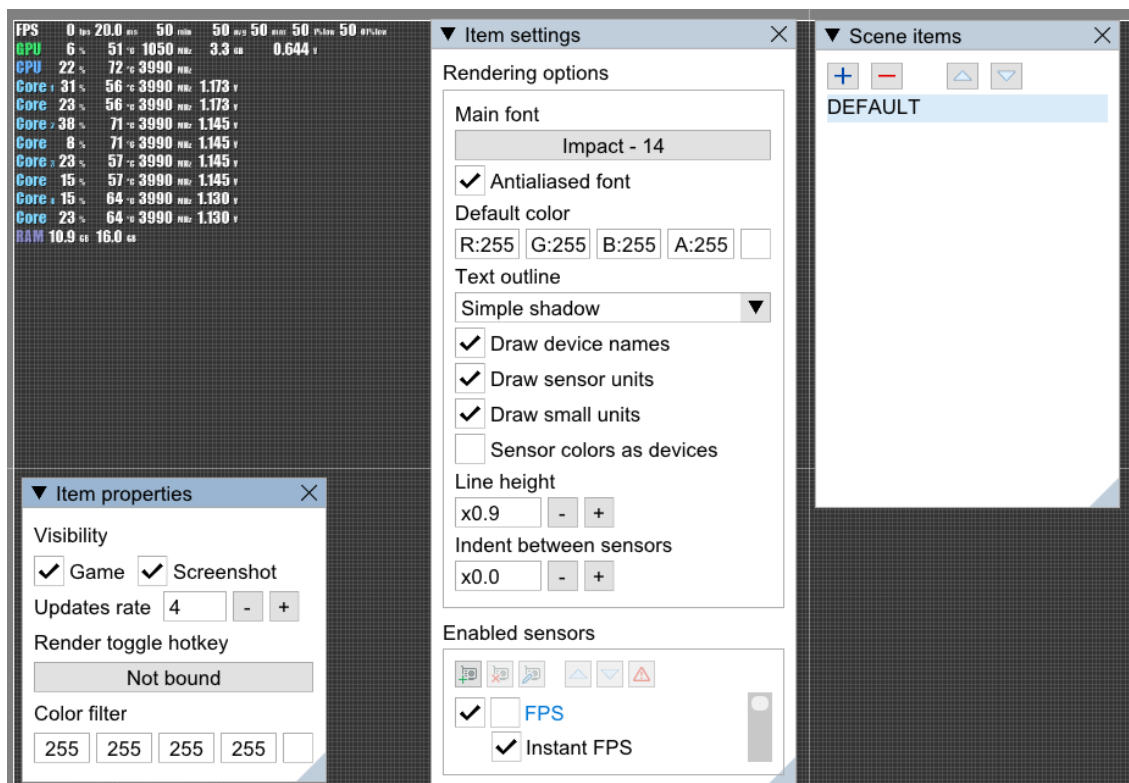 FPS 0 fps 20.0 ms 50 min 50 avg 50 max 50 1%low 50 01%low
GPU 6 % 51 °C 1050 MHz 3.3 GB 0.644 V
CPU 22 % 72 °C 3990 MHz
Core 1 31 % 56 °C 3990 MHz 1.173 V
Core 23 % 56 °C 3990 MHz 1.173 V
Core 2 38 % 71 °C 3990 MHz 1.145 V
Core 8 % 71 °C 3990 MHz 1.145 V
Core 3 23 % 57 °C 3990 MHz 1.145 V
Core 15 % 57 °C 3990 MHz 1.145 V
Core 4 15 % 64 °C 3990 MHz 1.130 V
Core 23 % 64 °C 3990 MHz 1.130 V
RAM 10.9 GB 16.0 GB
Item properties
Visibility
Game Screenshot
Updates rate 4 - +
Render toggle hotkey
Not bound
Color filter
255 255 255 255
Item settings
Rendering options
Main font
Impact - 14
Antialiased font
Default color
R:255 G:255 B:255 A:255
Text outline
Simple shadow
Draw device names
Draw sensor units
Draw small units
Sensor colors as devices
Line height
x0.9 - +
Indent between sensors
x0.0 - +
Enabled sensors
FPS
Instant FPS
Scene items
DEFAULT